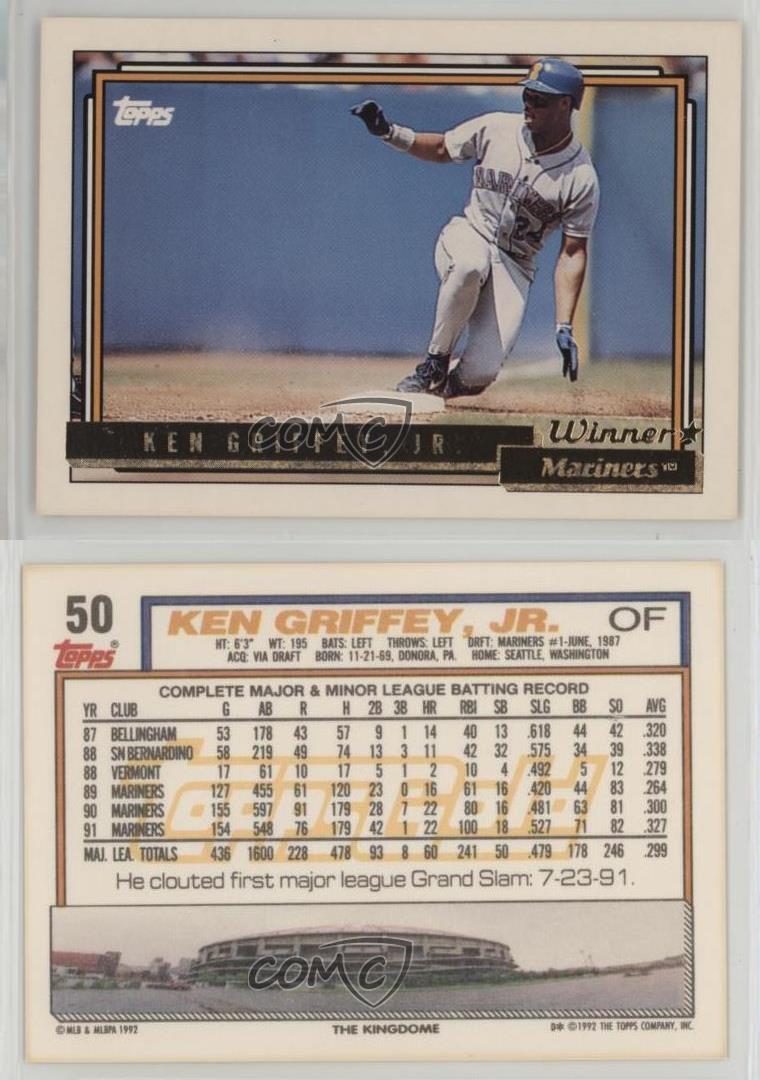 topps
MARINERS
24
KEN GRIFFEY, JR.
Winner
Mariners™
COMC
50
topps®
KEN GRIFFEY, JR. OF
HT: 6'3" WT: 195 BATS: LEFT THROWS: LEFT DRFT: MARINERS #1-JUNE, 1987
ACQ: VIA DRAFT BORN: 11-21-69, DONORA, PA. HOME: SEATTLE, WASHINGTON
COMPLETE MAJOR & MINOR LEAGUE BATTING RECORD
YR CLUB G AB R H 2B 3B HR RBI SB SLG BB SO AVG
87 BELLINGHAM 53 178 43 57 9 1 14 40 13 .618 44 42 .320
88 SN BERNARDINO 58 219 49 74 13 3 11 42 32 .575 34 39 .338
88 VERMONT 17 61 10 17 5 1 2 10 4 .492 5 12 .279
89 MARINERS 127 455 61 120 23 0 16 61 16 .420 44 83 .264
90 MARINERS 155 597 91 179 28 7 22 80 16 .481 63 81 .300
91 MARINERS 154 548 76 179 42 1 22 100 18 .527 71 82 .327
MAJ. LEA. TOTALS 436 1600 228 478 93 8 60 241 50 .479 178 246 .299
ToppsGold
He clouted first major league Grand Slam: 7-23-91.
COMC
© MLB & MLBPA 1992 THE KINGDOME D* © 1992 THE TOPPS COMPANY, INC.